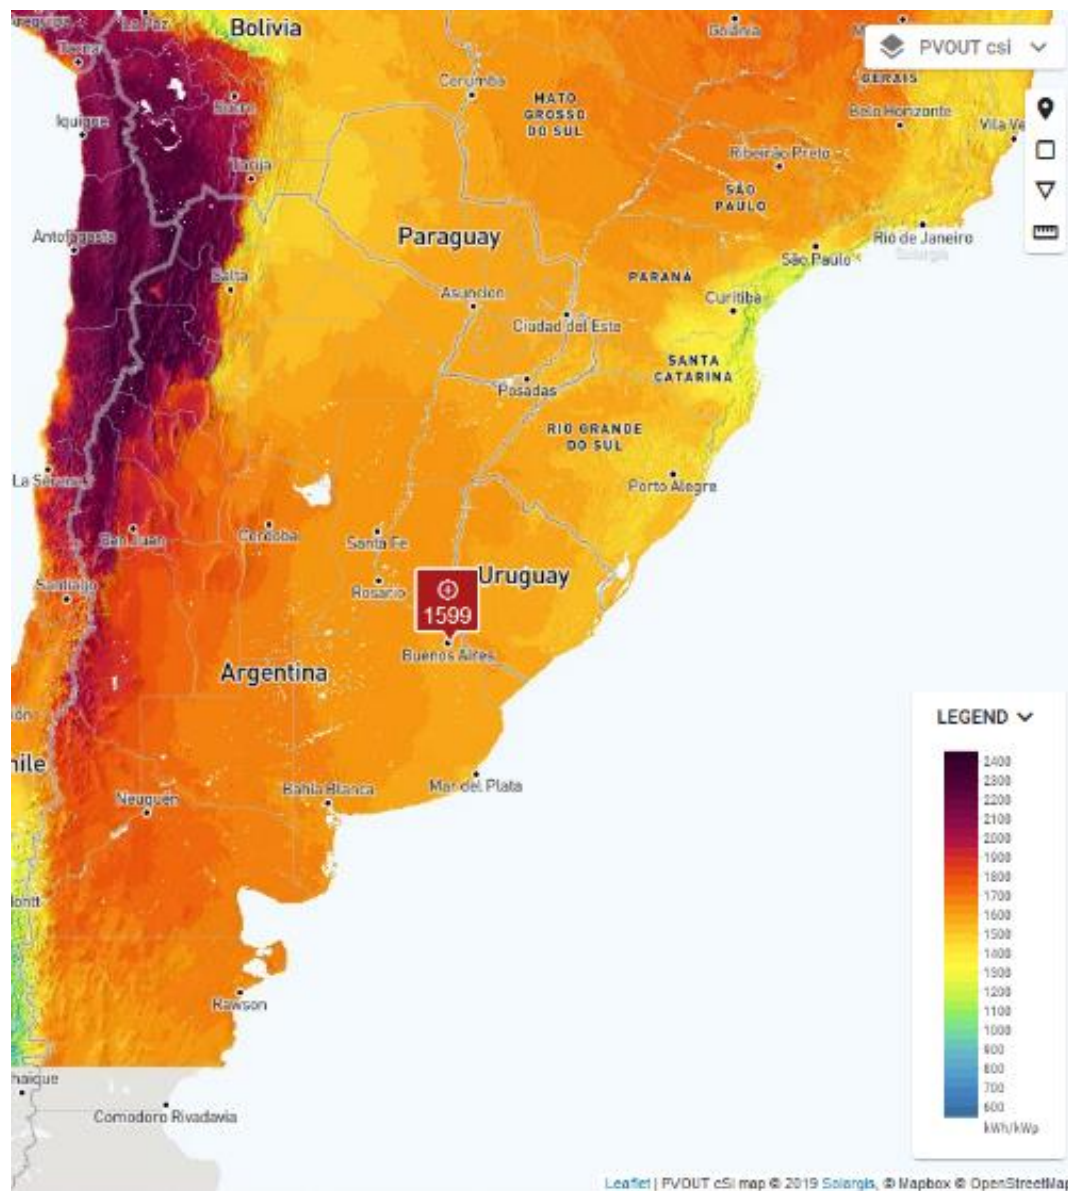 La Paz
Bolivia
Goiânia
PVOUT csi
Tacna
Corumbá
GERAIS
MATO
GROSSO
DO SUL
Sucre
Iquique
Belo Horizonte
Tarija
Ribeirão Preto
SÃO
PAULO
Antofagasta
Paraguay
Rio de Janeiro
Solargis
São Paulo
PARANÁ
Salta
Asuncion
Curitiba
Ciudad del Este
SANTA
CATARINA
Posadas
RIO GRANDE
DO SUL
La Serena
Porto Alegre
San Juan
Cordoba
Santa Fe
Santiago
Rosario
Uruguay
1599
Buenos Aires
Argentina
LEGEND
Mar del Plata
Bahía Blanca
Neuquén
2400
2300
2200
2100
2000
1900
1800
1700
1600
1500
1400
1300
1200
1100
1000
900
800
700
600
kWh/kWp
Rawson
Comodoro Rivadavia
Leaflet | PVOUT cSi map © 2019 Solargis, © Mapbox © OpenStreetMap